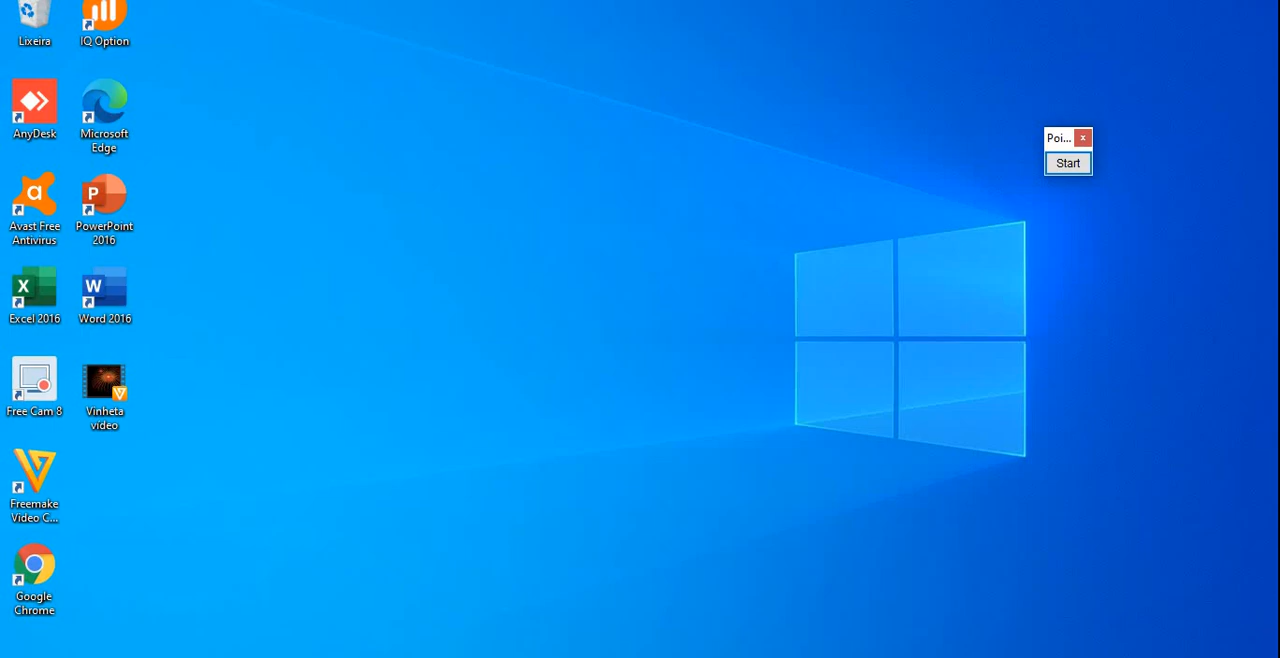 Lixeira
IQ Option
AnyDesk
Microsoft
Edge
Avast Free
Antivirus
PowerPoint
2016
Excel 2016
Word 2016
Free Cam 8
Vinheta
video
Freemake
Video C...
Google
Chrome
Poi...
Start